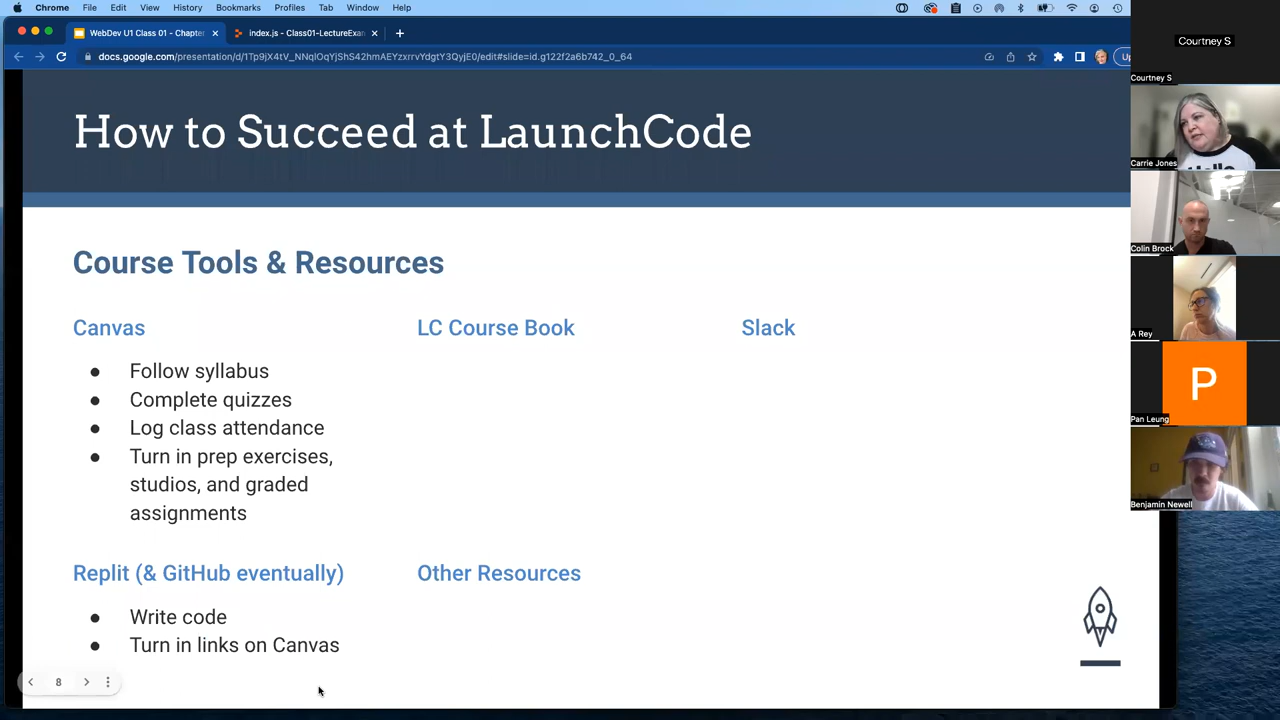 Chrome File Edit View History Bookmarks Profiles Tab Window Help
WebDev U1 Class 01 - Chapter
index.js - Class01-LectureExam
docs.google.com/presentation/d/1Tp9jX4tV_NNqIOqYjShS42hmAEYzxrrvYdgtY3QyjE0/edit#slide=id.g122f2a6b742_0_64
Up
How to Succeed at LaunchCode
Course Tools & Resources
Canvas
● Follow syllabus
● Complete quizzes
● Log class attendance
● Turn in prep exercises,
studios, and graded
assignments
LC Course Book
Slack
Replit (& GitHub eventually)
● Write code
● Turn in links on Canvas
Other Resources
8
Courtney S
Courtney S
Hello
Carrie Jones
Colin Brock
A Rey
P
Pan Leung
Benjamin Newell